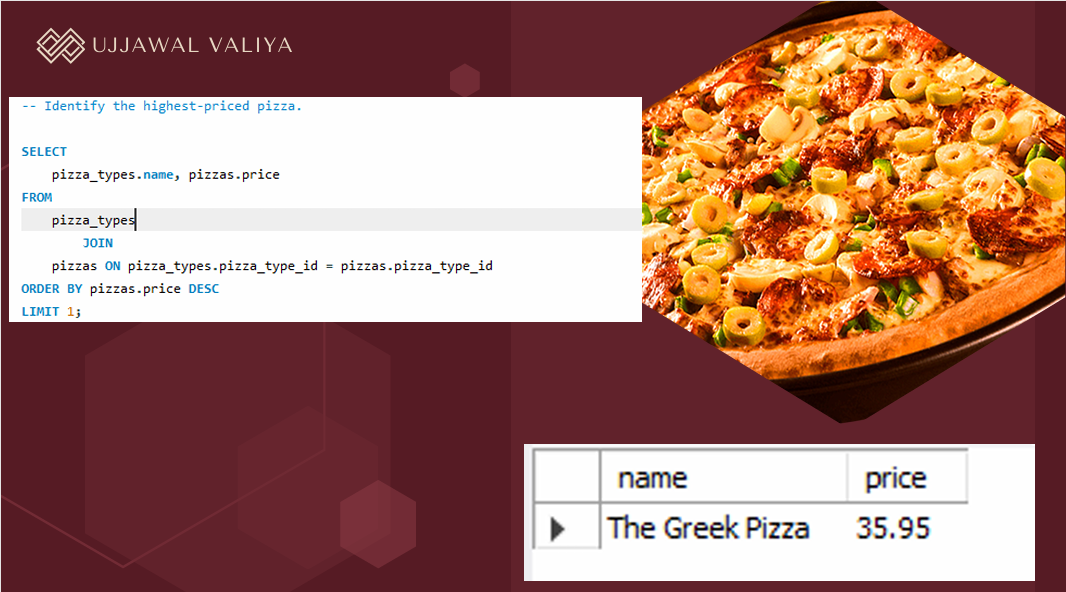 UJJAWAL VALIYA
-- Identify the highest-priced pizza.
SELECT
pizza_types.name, pizzas.price
FROM
pizza_types
JOIN
pizzas ON pizza_types.pizza_type_id = pizzas.pizza_type_id
ORDER BY pizzas.price DESC
LIMIT 1;
name price
The Greek Pizza 35.95